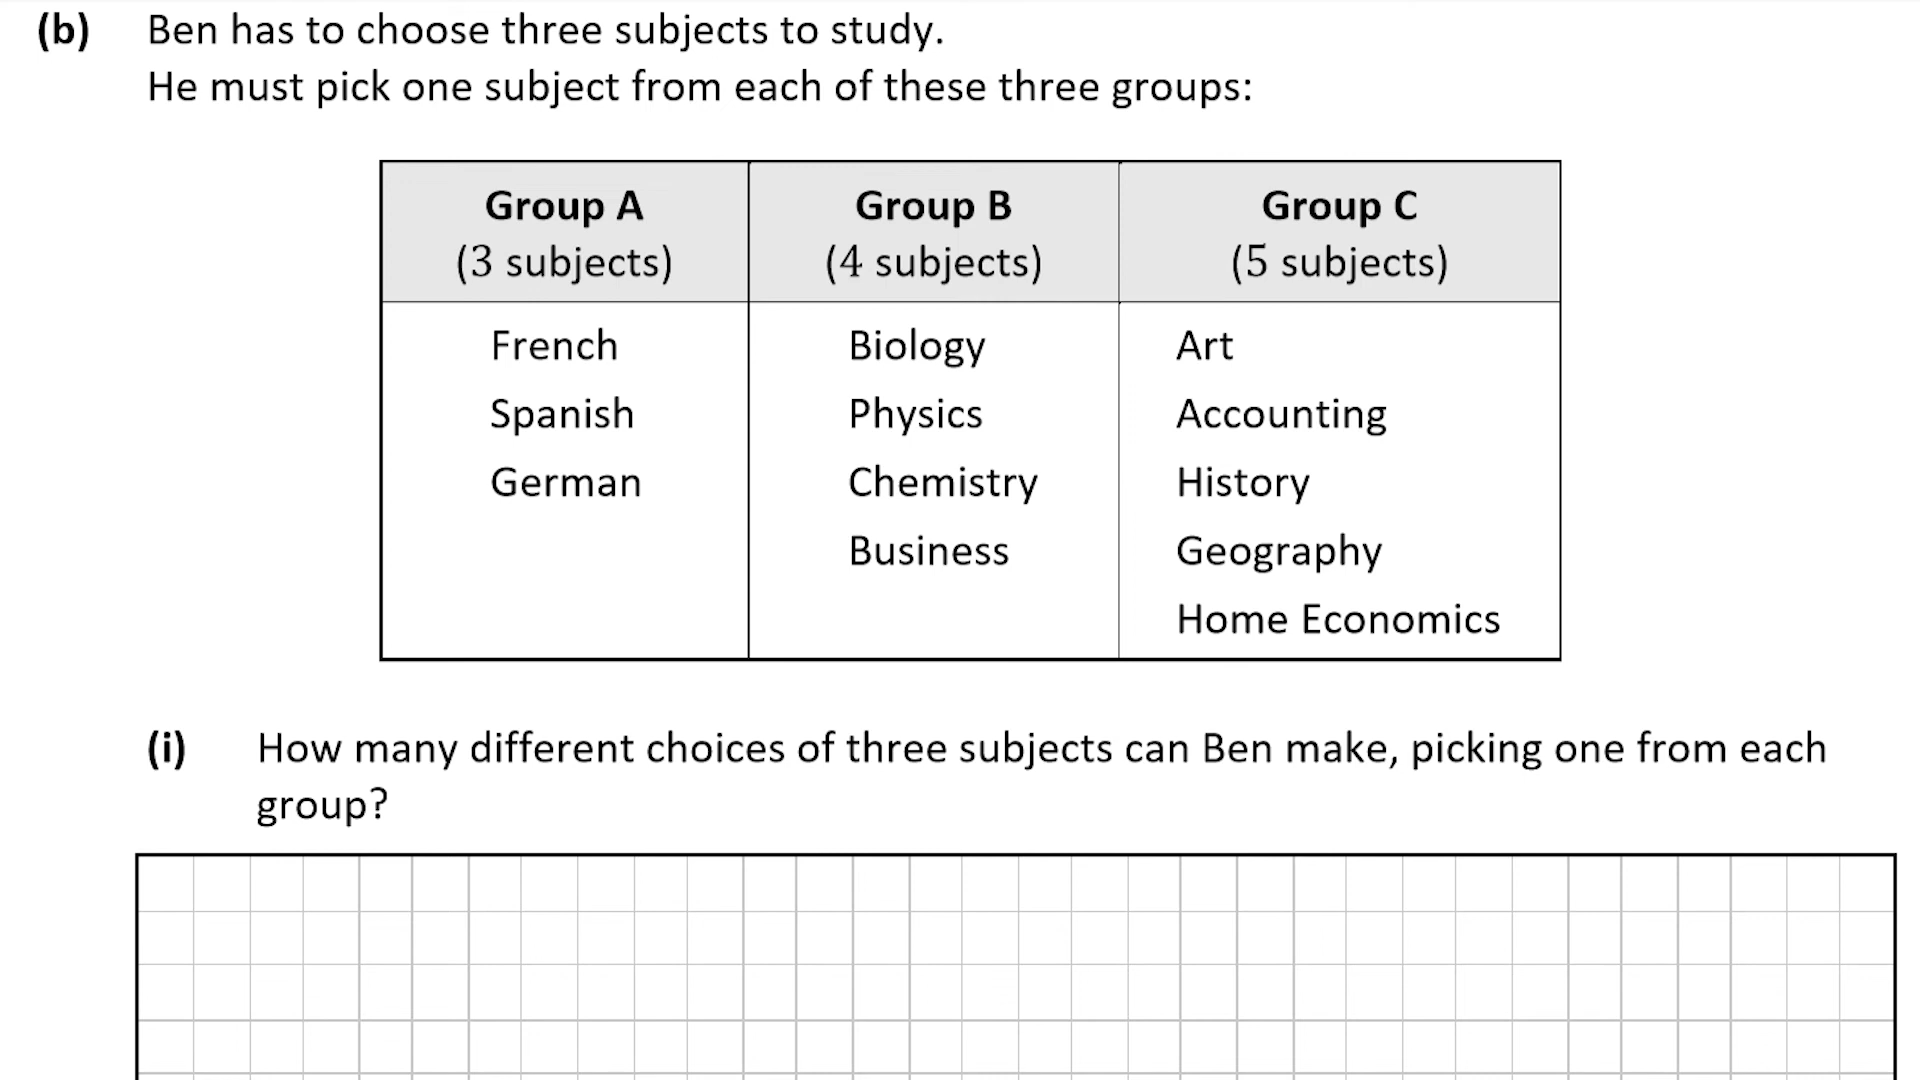 (b) Ben has to choose three subjects to study.
He must pick one subject from each of these three groups:
Group A Group B Group C
(3 subjects) (4 subjects) (5 subjects)
French Biology Art
Spanish Physics Accounting
German Chemistry History
Business Geography
Home Economics
(i) How many different choices of three subjects can Ben make, picking one from each
group?